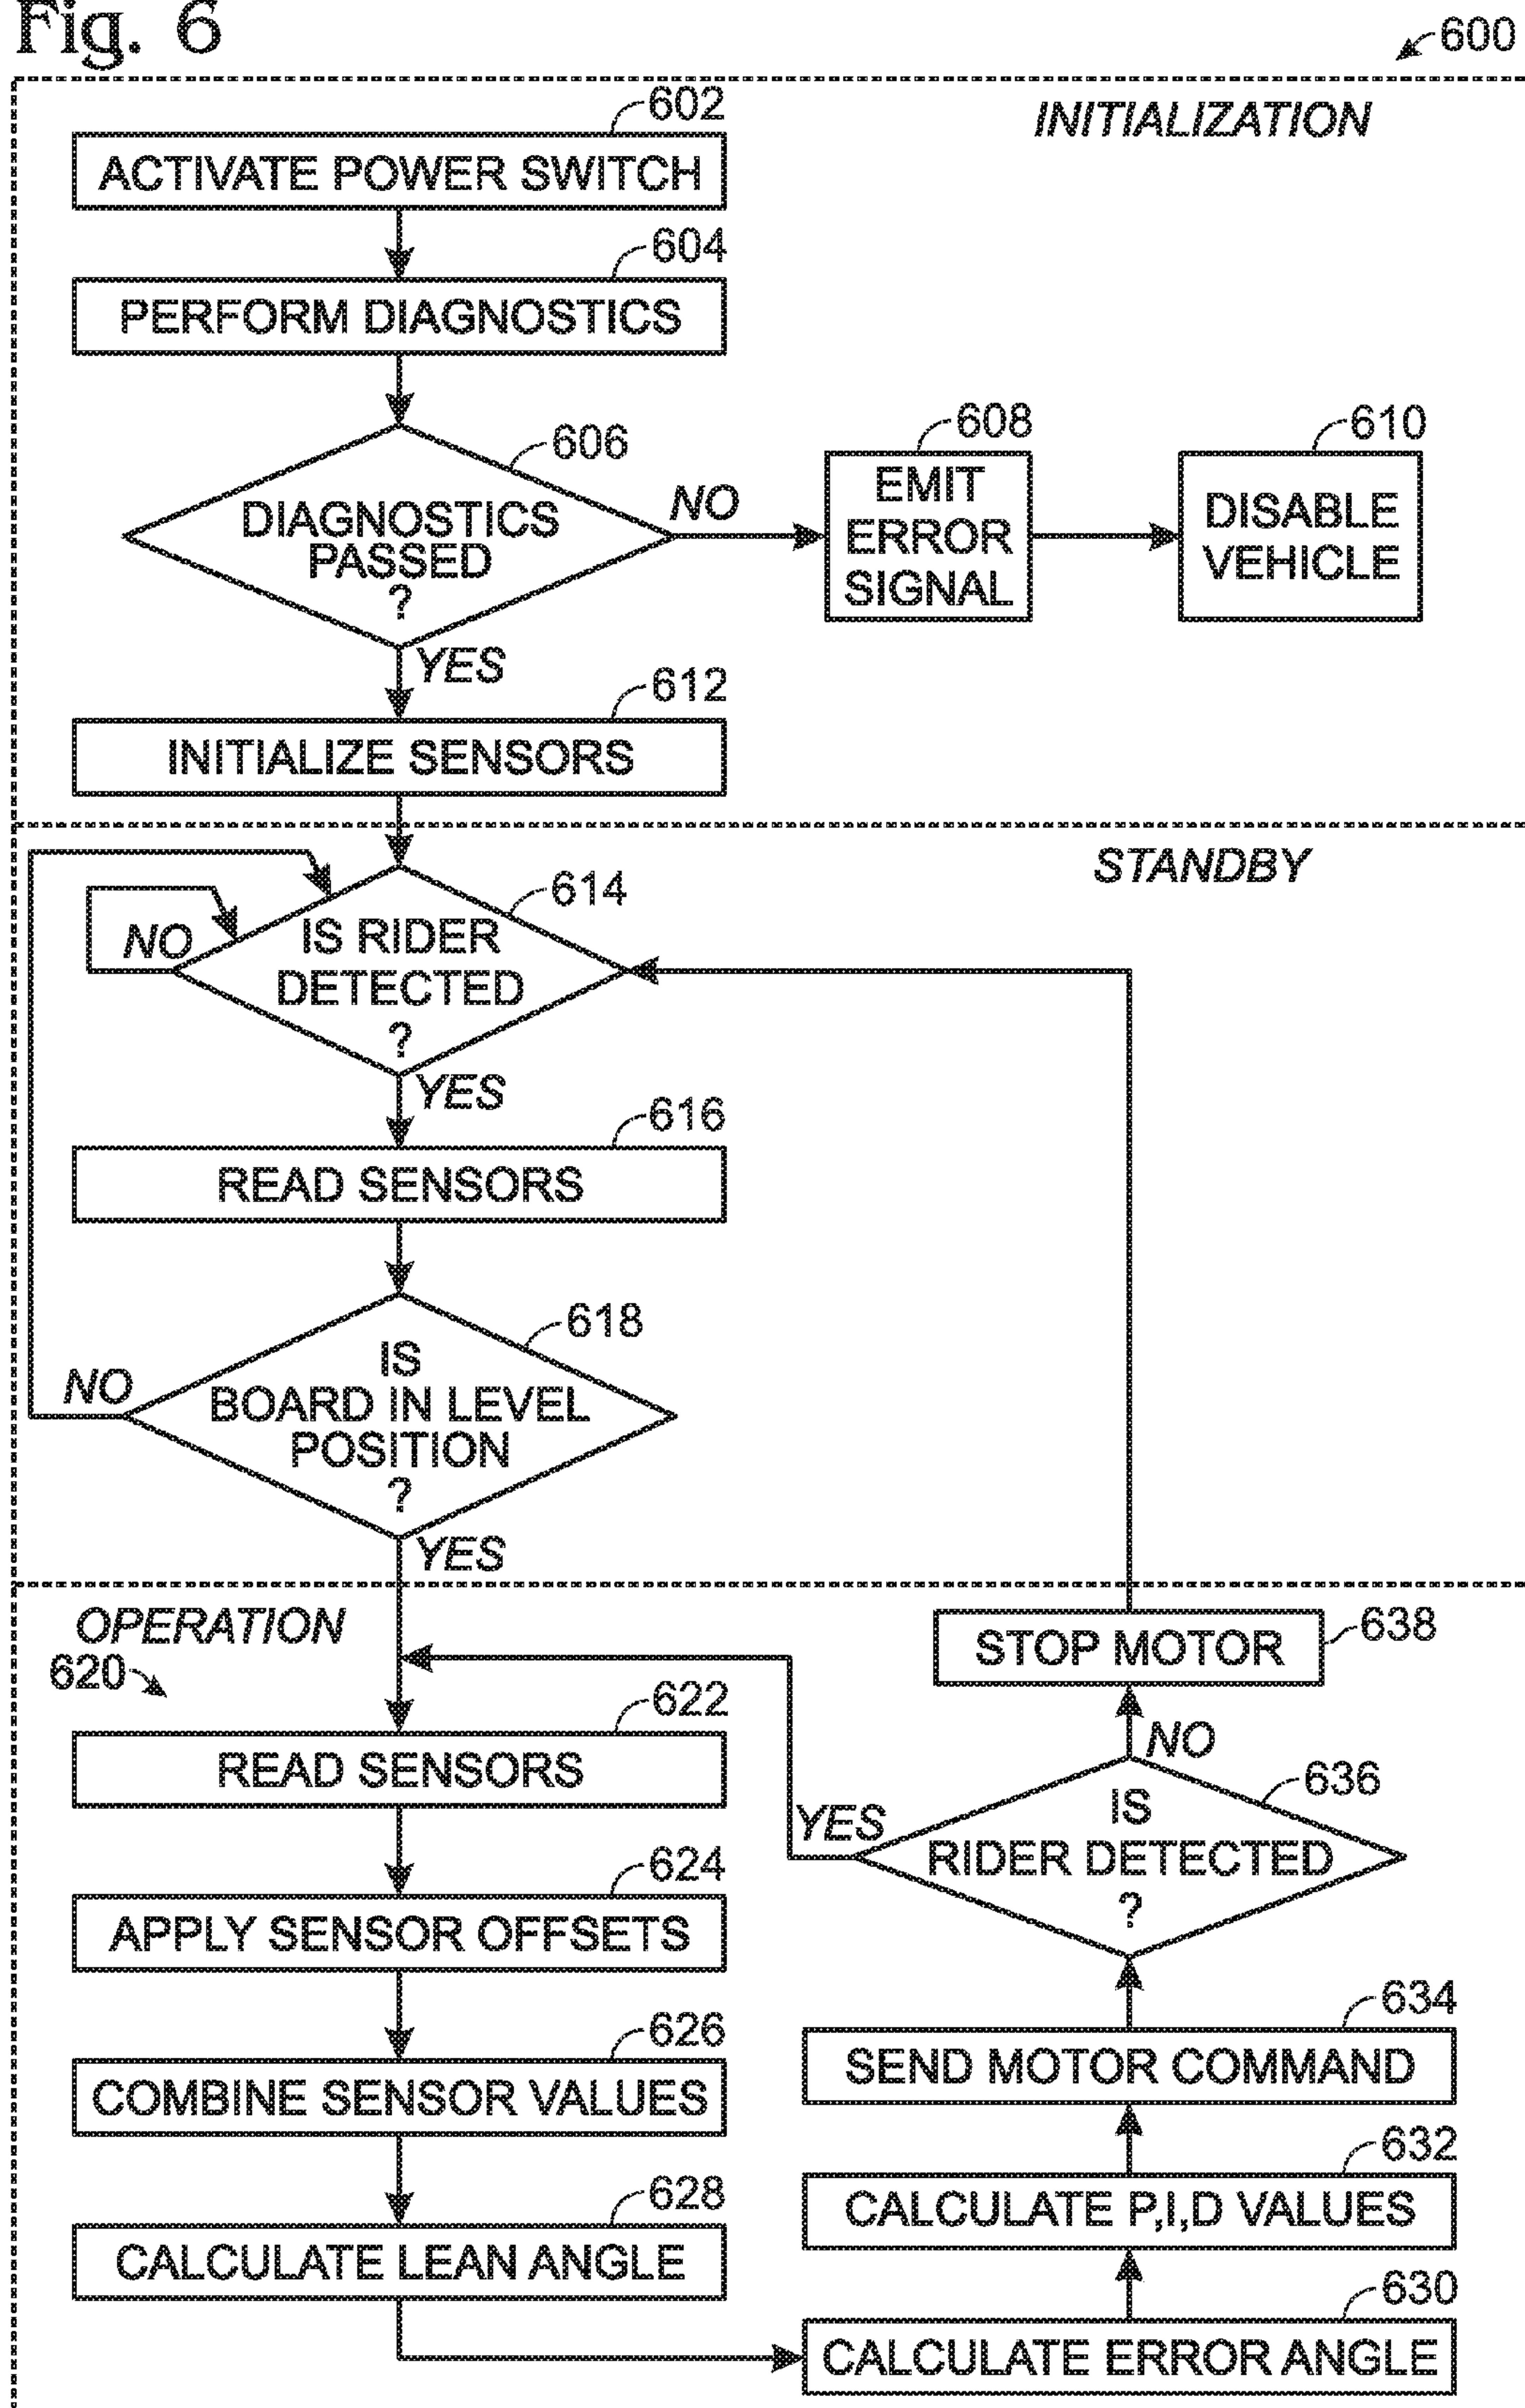 Fig. 6
600
INITIALIZATION
602
ACTIVATE POWER SWITCH
604
PERFORM DIAGNOSTICS
606
DIAGNOSTICS
PASSED
?
NO
608
EMIT
ERROR
SIGNAL
610
DISABLE
VEHICLE
YES
612
INITIALIZE SENSORS
STANDBY
614
IS RIDER
DETECTED
?
NO
YES
616
READ SENSORS
618
IS
BOARD IN LEVEL
POSITION
?
NO
YES
OPERATION
620
622
READ SENSORS
624
APPLY SENSOR OFFSETS
626
COMBINE SENSOR VALUES
628
CALCULATE LEAN ANGLE
630
CALCULATE ERROR ANGLE
632
CALCULATE P,I,D VALUES
634
SEND MOTOR COMMAND
636
IS
RIDER DETECTED
?
YES
NO
638
STOP MOTOR